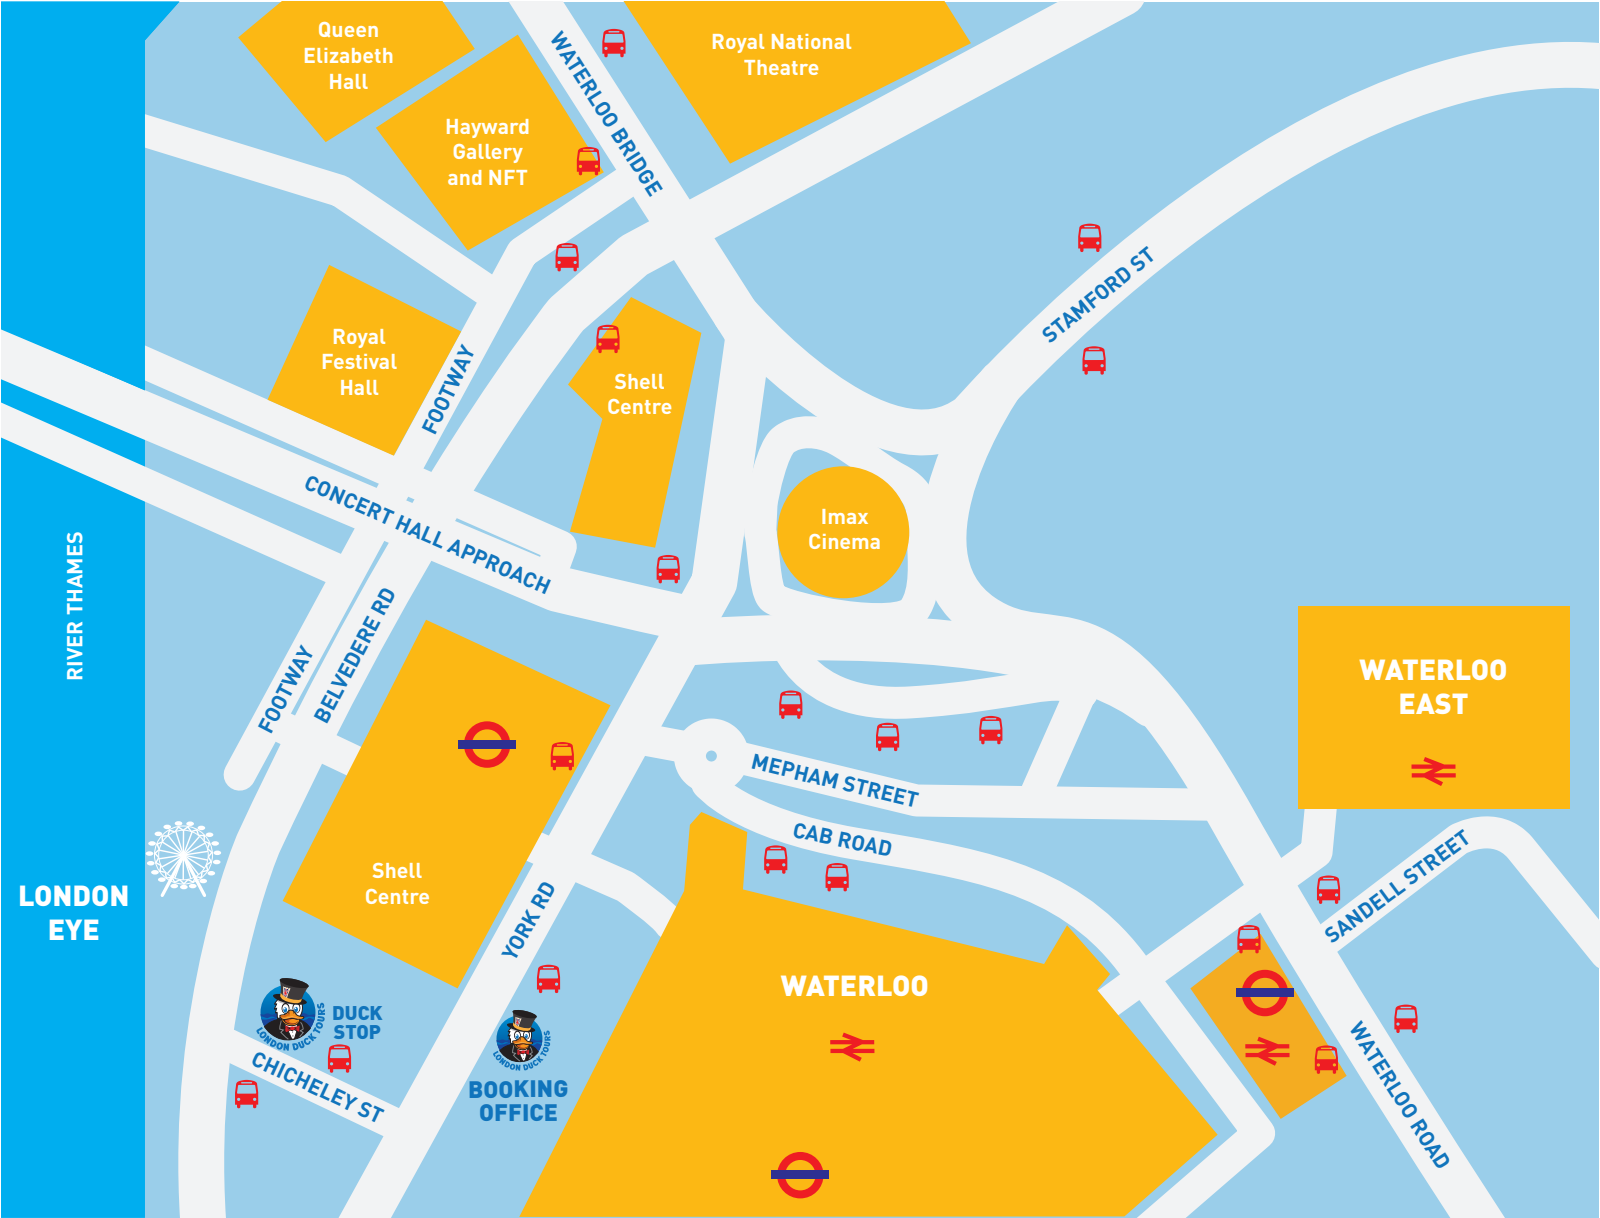 Queen
Elizabeth
Hall
Royal National
Theatre
WATERLOO BRIDGE
Hayward
Gallery
and NFT
STAMFORD ST
Royal
Festival
Hall
FOOTWAY
Shell
Centre
CONCERT HALL APPROACH
Imax
Cinema
RIVER THAMES
BELVEDERE RD
FOOTWAY
WATERLOO
EAST
MEPHAM STREET
CAB ROAD
SANDELL STREET
Shell
Centre
LONDON
EYE
YORK RD
WATERLOO
LONDON DUCK TOURS
DUCK
STOP
LONDON DUCK TOURS
BOOKING
OFFICE
CHICHELEY ST
WATERLOO ROAD